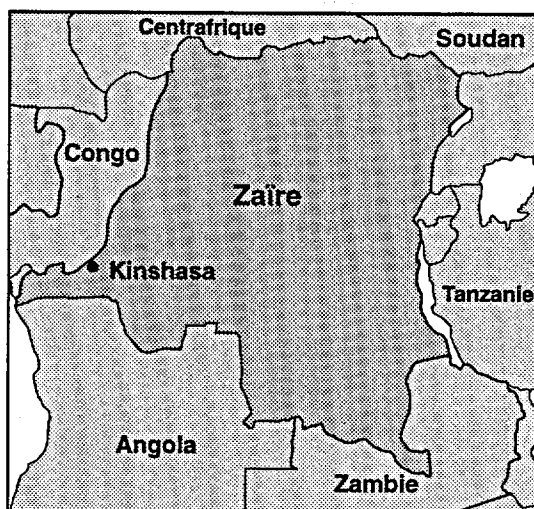 Centrafrique
Soudan
Congo
Zaïre
Kinshasa
Tanzanie
Angola
Zambie